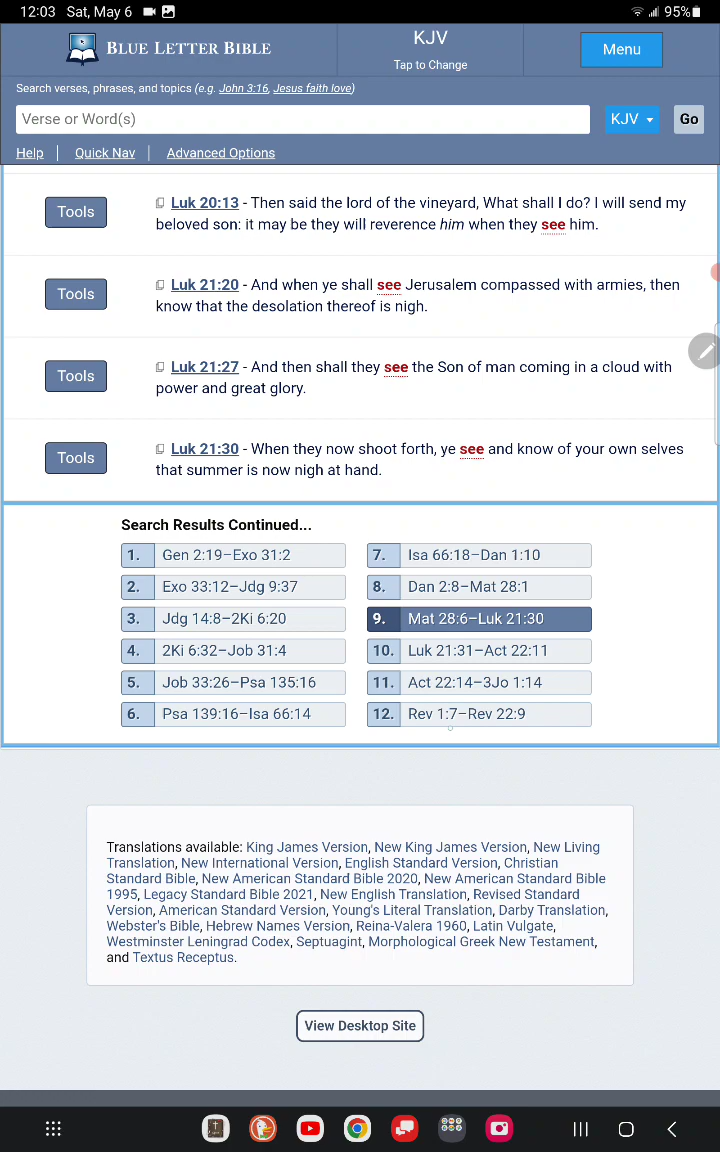 12:03 Sat, May 6 95%
BLUE LETTER BIBLE
KJV
Tap to Change
Menu
Search verses, phrases, and topics (e.g. John 3:16, Jesus faith love)
Verse or Word(s)
KJV
Go
Help
Quick Nav
Advanced Options
Tools
Luk 20:13 - Then said the lord of the vineyard, What shall I do? I will send my
beloved son: it may be they will reverence him when they see him.
Tools
Luk 21:20 - And when ye shall see Jerusalem compassed with armies, then
know that the desolation thereof is nigh.
Tools
Luk 21:27 - And then shall they see the Son of man coming in a cloud with
power and great glory.
Tools
Luk 21:30 - When they now shoot forth, ye see and know of your own selves
that summer is now nigh at hand.
Search Results Continued...
1. Gen 2:19–Exo 31:2
2. Exo 33:12–Jdg 9:37
3. Jdg 14:8–2Ki 6:20
4. 2Ki 6:32–Job 31:4
5. Job 33:26–Psa 135:16
6. Psa 139:16–Isa 66:14
7. Isa 66:18–Dan 1:10
8. Dan 2:8–Mat 28:1
9. Mat 28:6–Luk 21:30
10. Luk 21:31–Act 22:11
11. Act 22:14–3Jo 1:14
12. Rev 1:7–Rev 22:9
Translations available: King James Version, New King James Version, New Living
Translation, New International Version, English Standard Version, Christian
Standard Bible, New American Standard Bible 2020, New American Standard Bible
1995, Legacy Standard Bible 2021, New English Translation, Revised Standard
Version, American Standard Version, Young's Literal Translation, Darby Translation,
Webster's Bible, Hebrew Names Version, Reina-Valera 1960, Latin Vulgate,
Westminster Leningrad Codex, Septuagint, Morphological Greek New Testament,
and Textus Receptus.
View Desktop Site